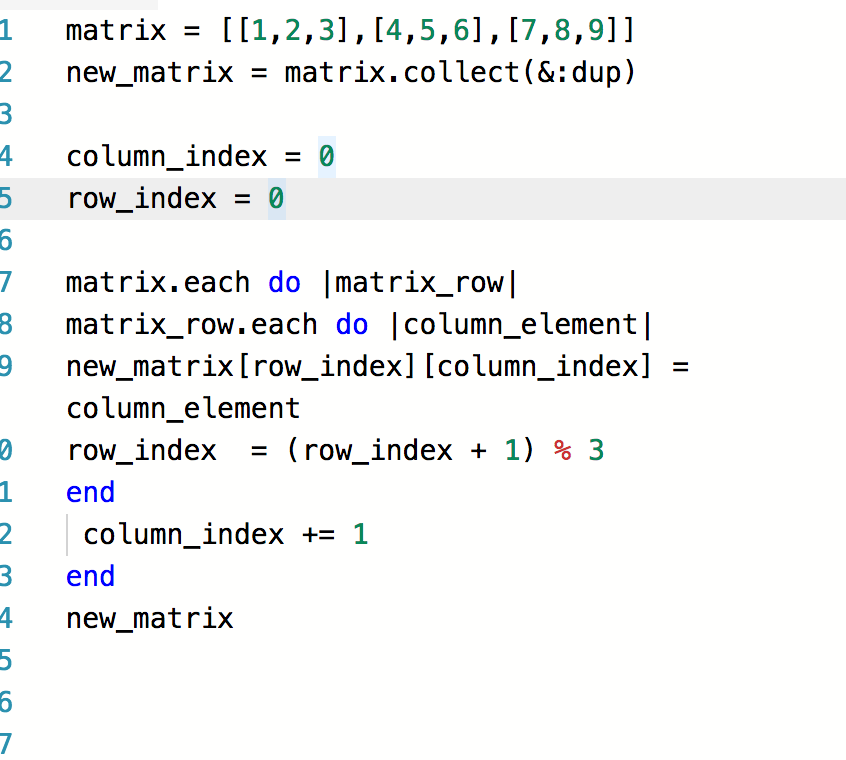 1 matrix = [[1,2,3],[4,5,6],[7,8,9]]
2 new_matrix = matrix.collect(&:dup)
3
4 column_index = 0
5 row_index = 0
6
7 matrix.each do |matrix_row|
8 matrix_row.each do |column_element|
9 new_matrix[row_index][column_index] =
column_element
0 row_index  = (row_index + 1) % 3
1 end
2  column_index += 1
3 end
4 new_matrix
5
6
7